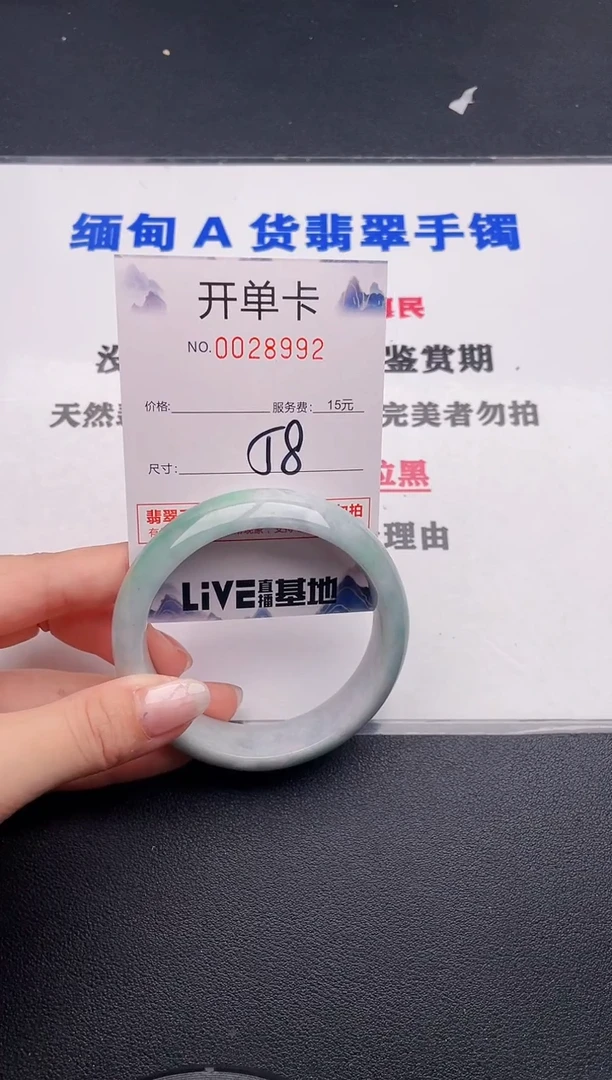 缅甸A货翡翠手镯
开单卡
NO.0028992
鉴赏期
价格: 服务费: 15元
天然 完美者勿拍
尺寸: 58
拉黑
翡翠 勿拍
理由
LiVE直播基地